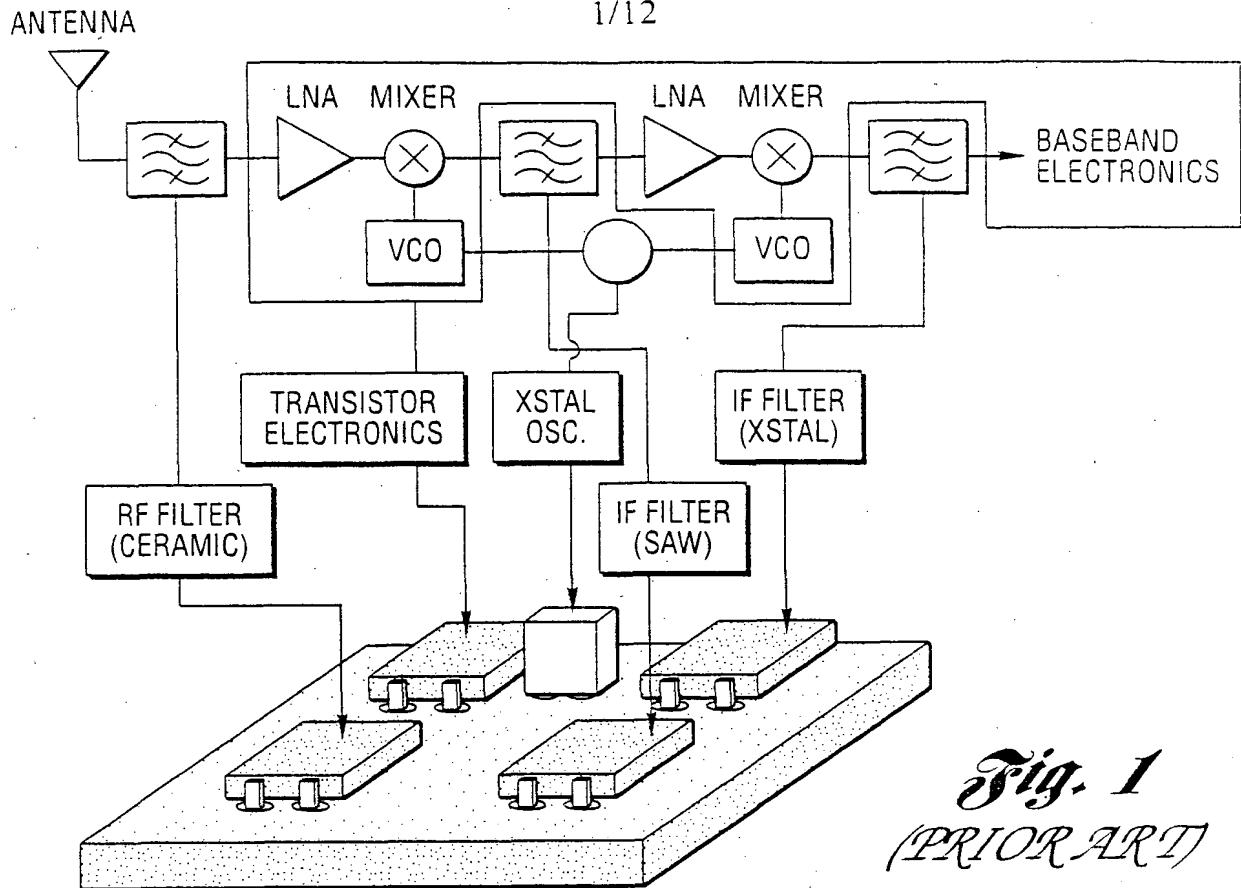 1/12
ANTENNA
LNA
MIXER
LNA
MIXER
BASEBAND
ELECTRONICS
VCO
VCO
TRANSISTOR
ELECTRONICS
XSTAL
OSC.
IF FILTER
(XSTAL)
RF FILTER
(CERAMIC)
IF FILTER
(SAW)
Fig. 1
(PRIOR ART)